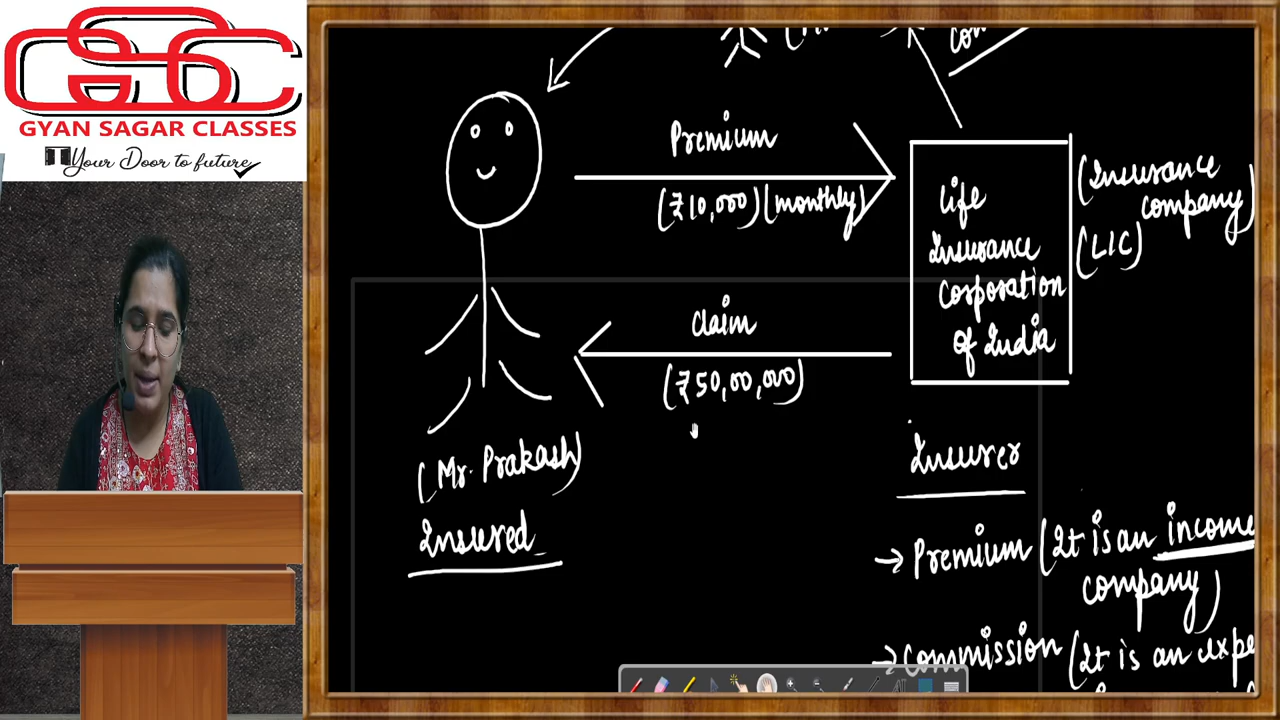 GSC
GYAN SAGAR CLASSES
Your Door to future
Premium
(₹10,000) (monthly)
Life
Insurance
Corporation
of India
(Insurance
company)
(LIC)
Claim
(₹50,00,000)
(Mr. Prakash)
Insured
Insurer
→ Premium (It is an income
company)
→ Commission (It is an expe